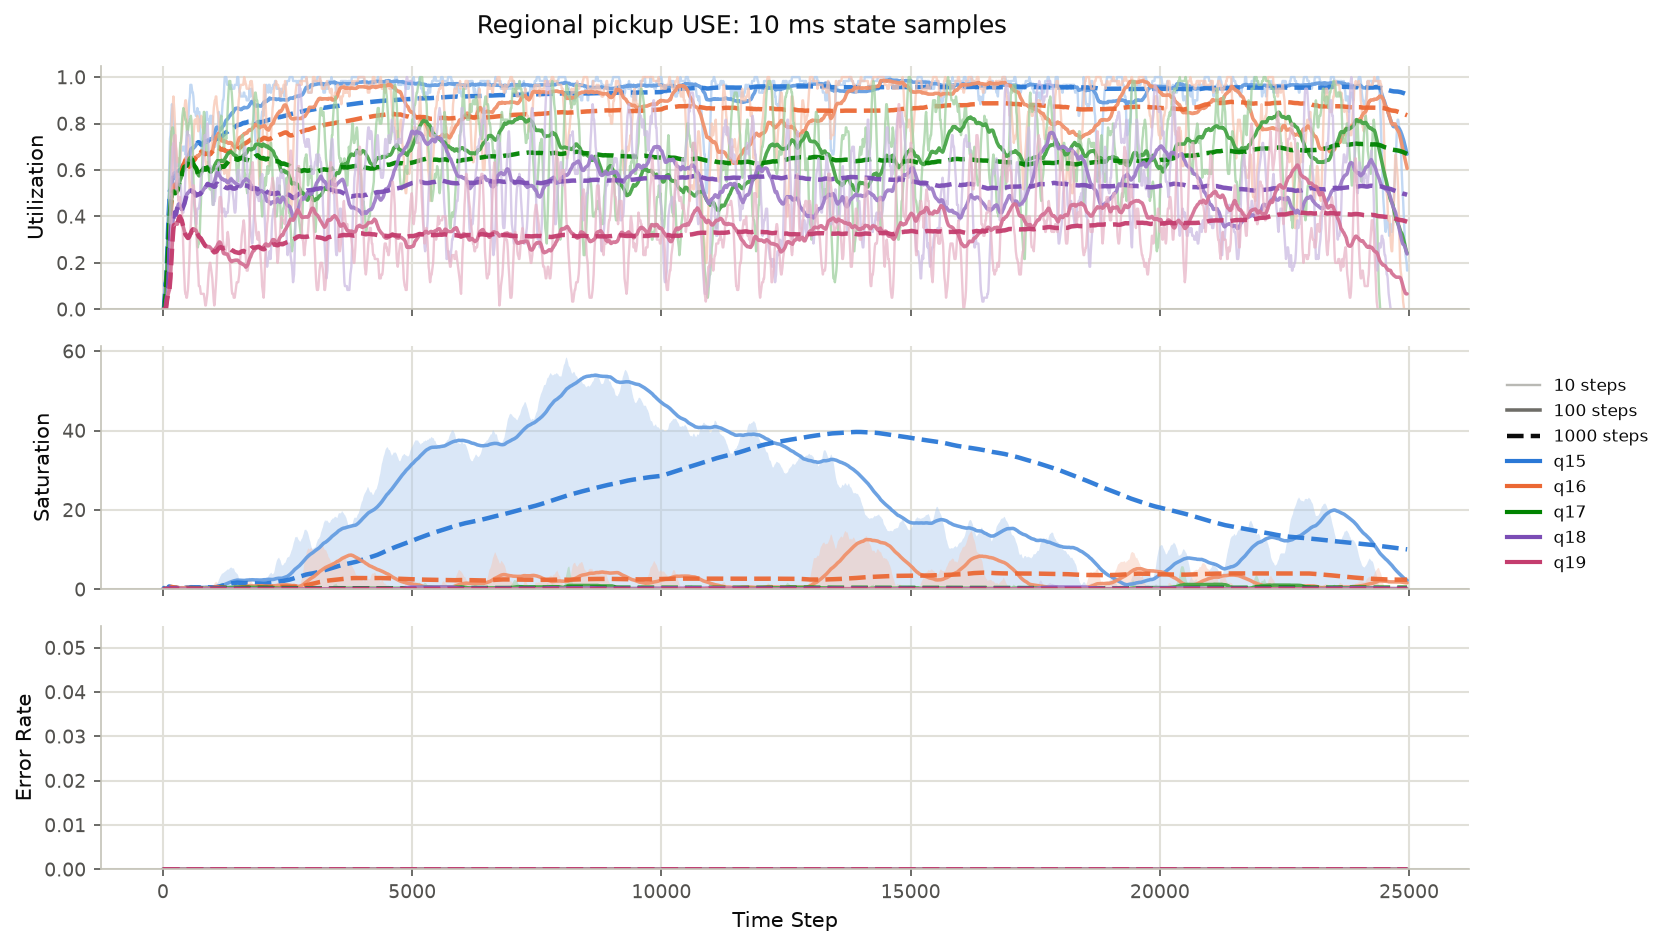 Regional pickup USE: 10 ms state samples
Utilization
1.0
0.8
0.6
0.4
0.2
0.0
Saturation
60
40
20
0
Error Rate
0.05
0.04
0.03
0.02
0.01
0.00
0
5000
10000
15000
20000
25000
Time Step
10 steps
100 steps
1000 steps
q15
q16
q17
q18
q19